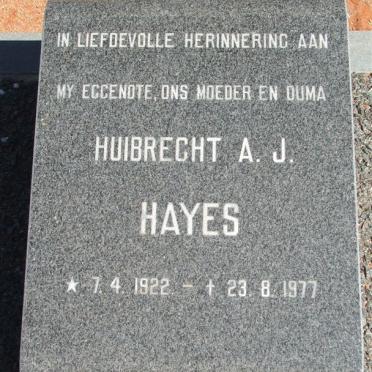 IN LIEFDEVOLLE HERINNERING AAN
MY EGGENOTE, ONS MOEDER EN OUMA
HUIBRECHT A. J.
HAYES
★ 7. 4. 1922 – † 23. 8. 1977